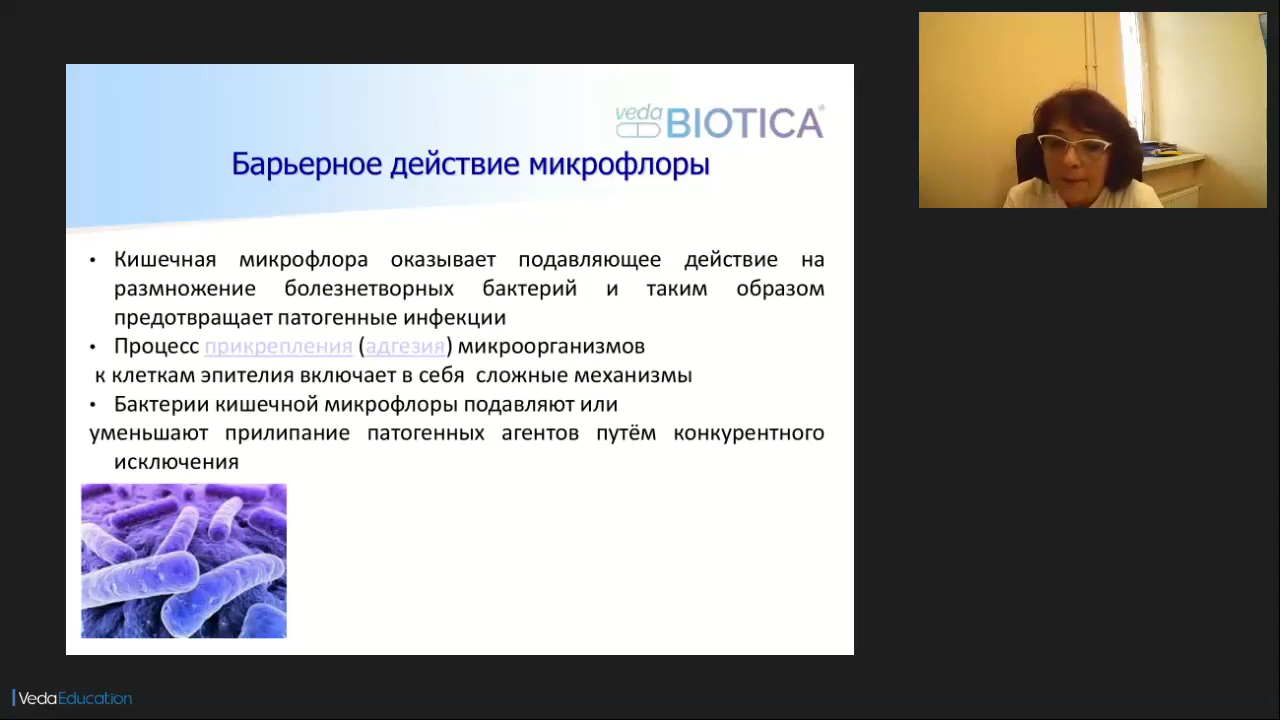 veda
BIOTICA®
Барьерное действие микрофлоры
• Кишечная микрофлора оказывает подавляющее действие на
размножение болезнетворных бактерий и таким образом
предотвращает патогенные инфекции
• Процесс прикрепления (адгезия) микроорганизмов
к клеткам эпителия включает в себя сложные механизмы
• Бактерии кишечной микрофлоры подавляют или
уменьшают прилипание патогенных агентов путём конкурентного
исключения
VedaEducation